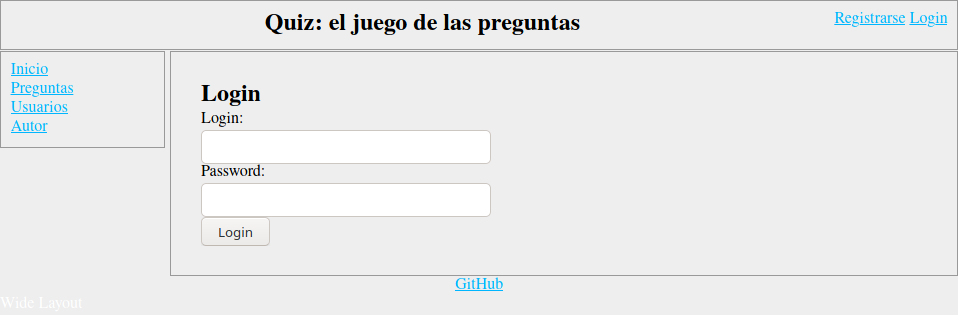 Quiz: el juego de las preguntas
Registrarse Login
Inicio
Preguntas
Usuarios
Autor
Login
Login:
Password:
Login
GitHub
Wide Layout